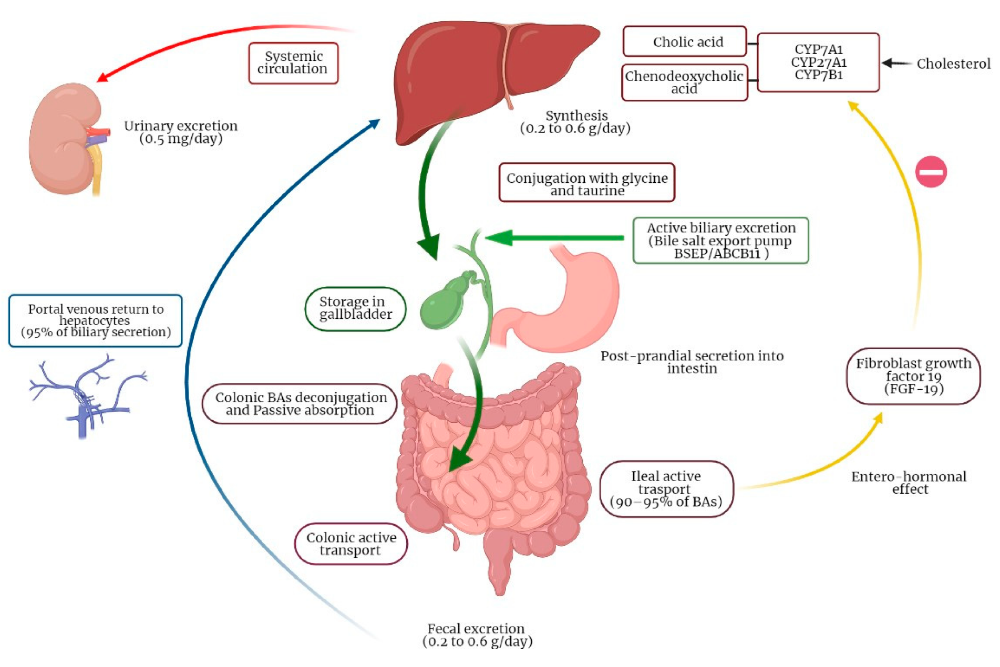 Systemic
circulation
Cholic acid
Chenodeoxycholic
acid
CYP7A1
CYP27A1
CYP7B1
Cholesterol
Urinary excretion
(0.5 mg/day)
Synthesis
(0.2 to 0.6 g/day)
Conjugation with glycine
and taurine
Active biliary excretion
(Bile salt export pump
BSEP/ABCB11 )
Storage in
gallbladder
Portal venous return to
hepatocytes
(95% of biliary secretion)
Post-prandial secretion into
intestin
Fibroblast growth
factor 19
(FGF-19)
Colonic BAs deconjugation
and Passive absorption
Ileal active
trasport
(90–95% of BAs)
Entero-hormonal
effect
Colonic active
transport
Fecal excretion
(0.2 to 0.6 g/day)